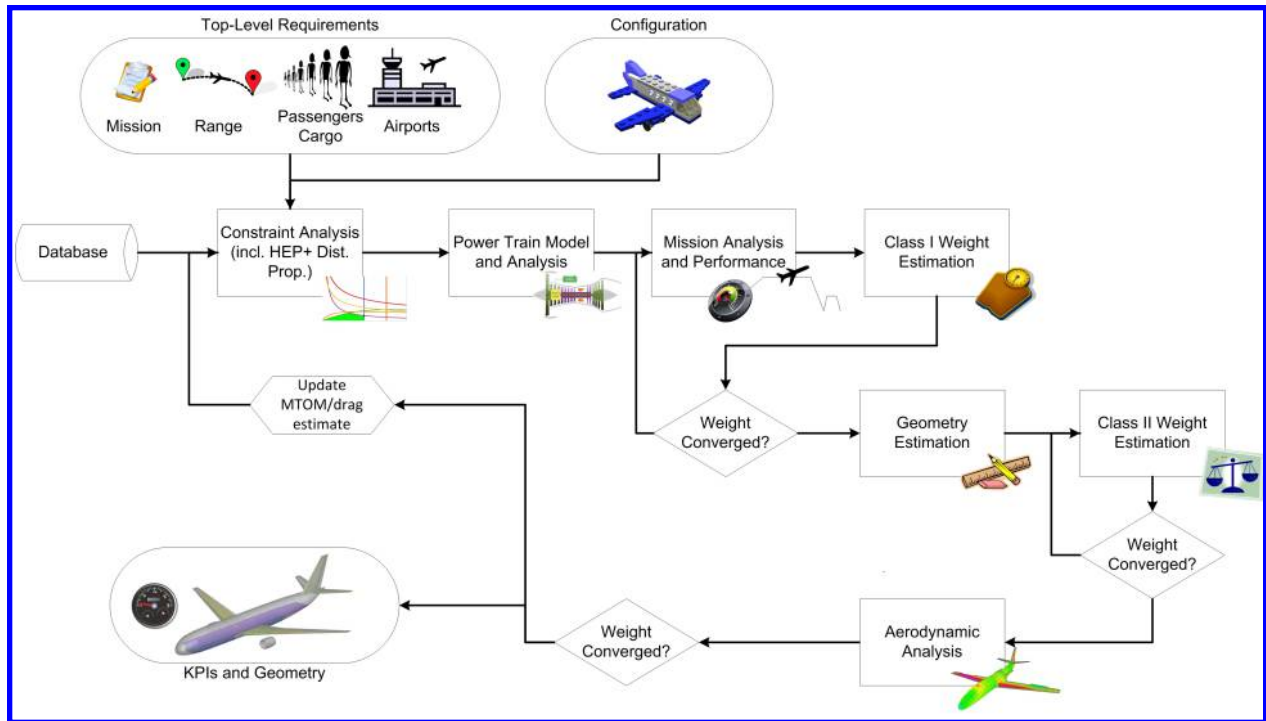 Top-Level Requirements
Configuration
Mission
Range
Passengers
Cargo
Airports
Database
Constraint Analysis
(incl. HEP+ Dist.
Prop.)
Power Train Model
and Analysis
Mission Analysis
and Performance
Class I Weight
Estimation
Update
MTOM/drag
estimate
Weight
Converged?
Geometry
Estimation
Class II Weight
Estimation
Weight
Converged?
KPIs and Geometry
Weight
Converged?
Aerodynamic
Analysis